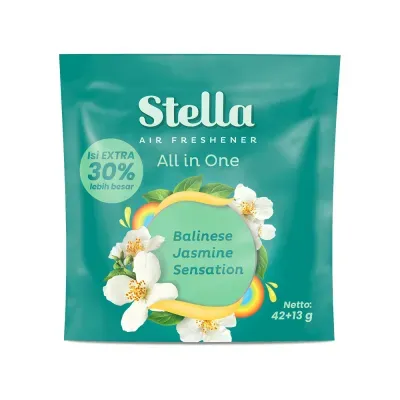 Stella
AIR FRESHENER
All in One
Isi EXTRA
30%
lebih besar
Balinese
Jasmine
Sensation
Netto:
42+13 g